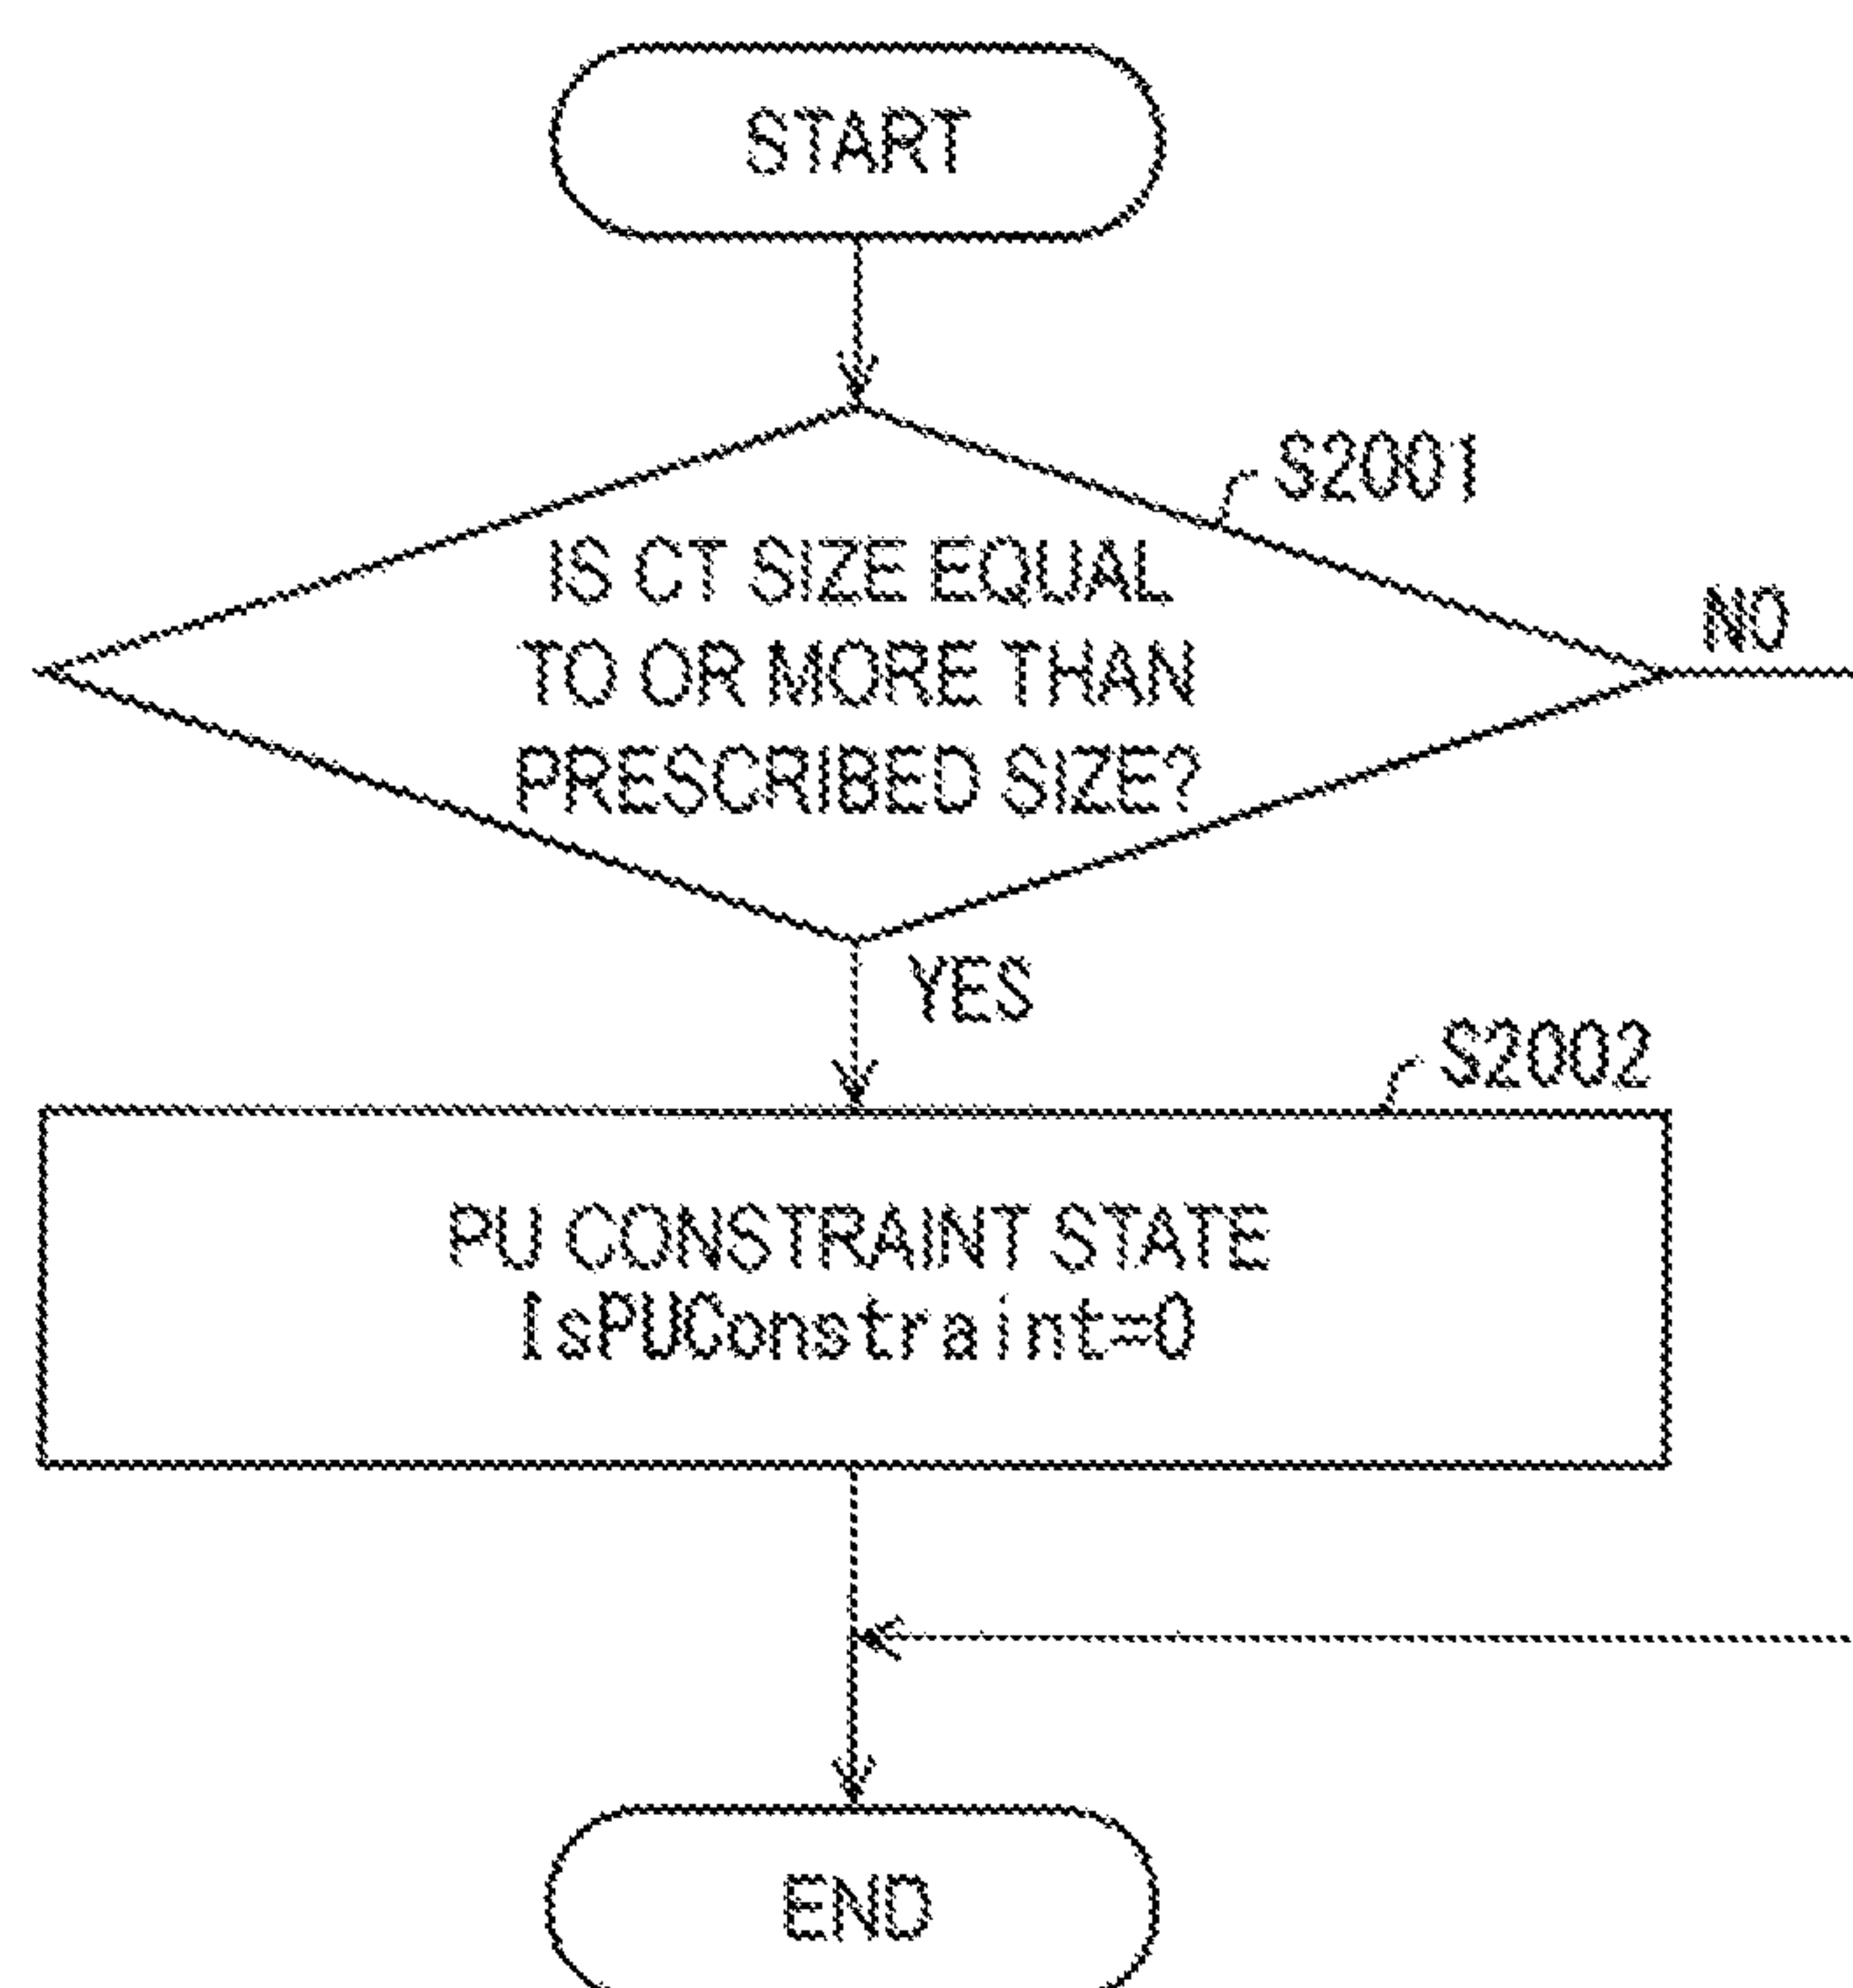 START
S2001
IS CT SIZE EQUAL
TO OR MORE THAN
PRESCRIBED SIZE?
NO
YES
S2002
PU CONSTRAINT STATE
IsPUConstraint=0
END